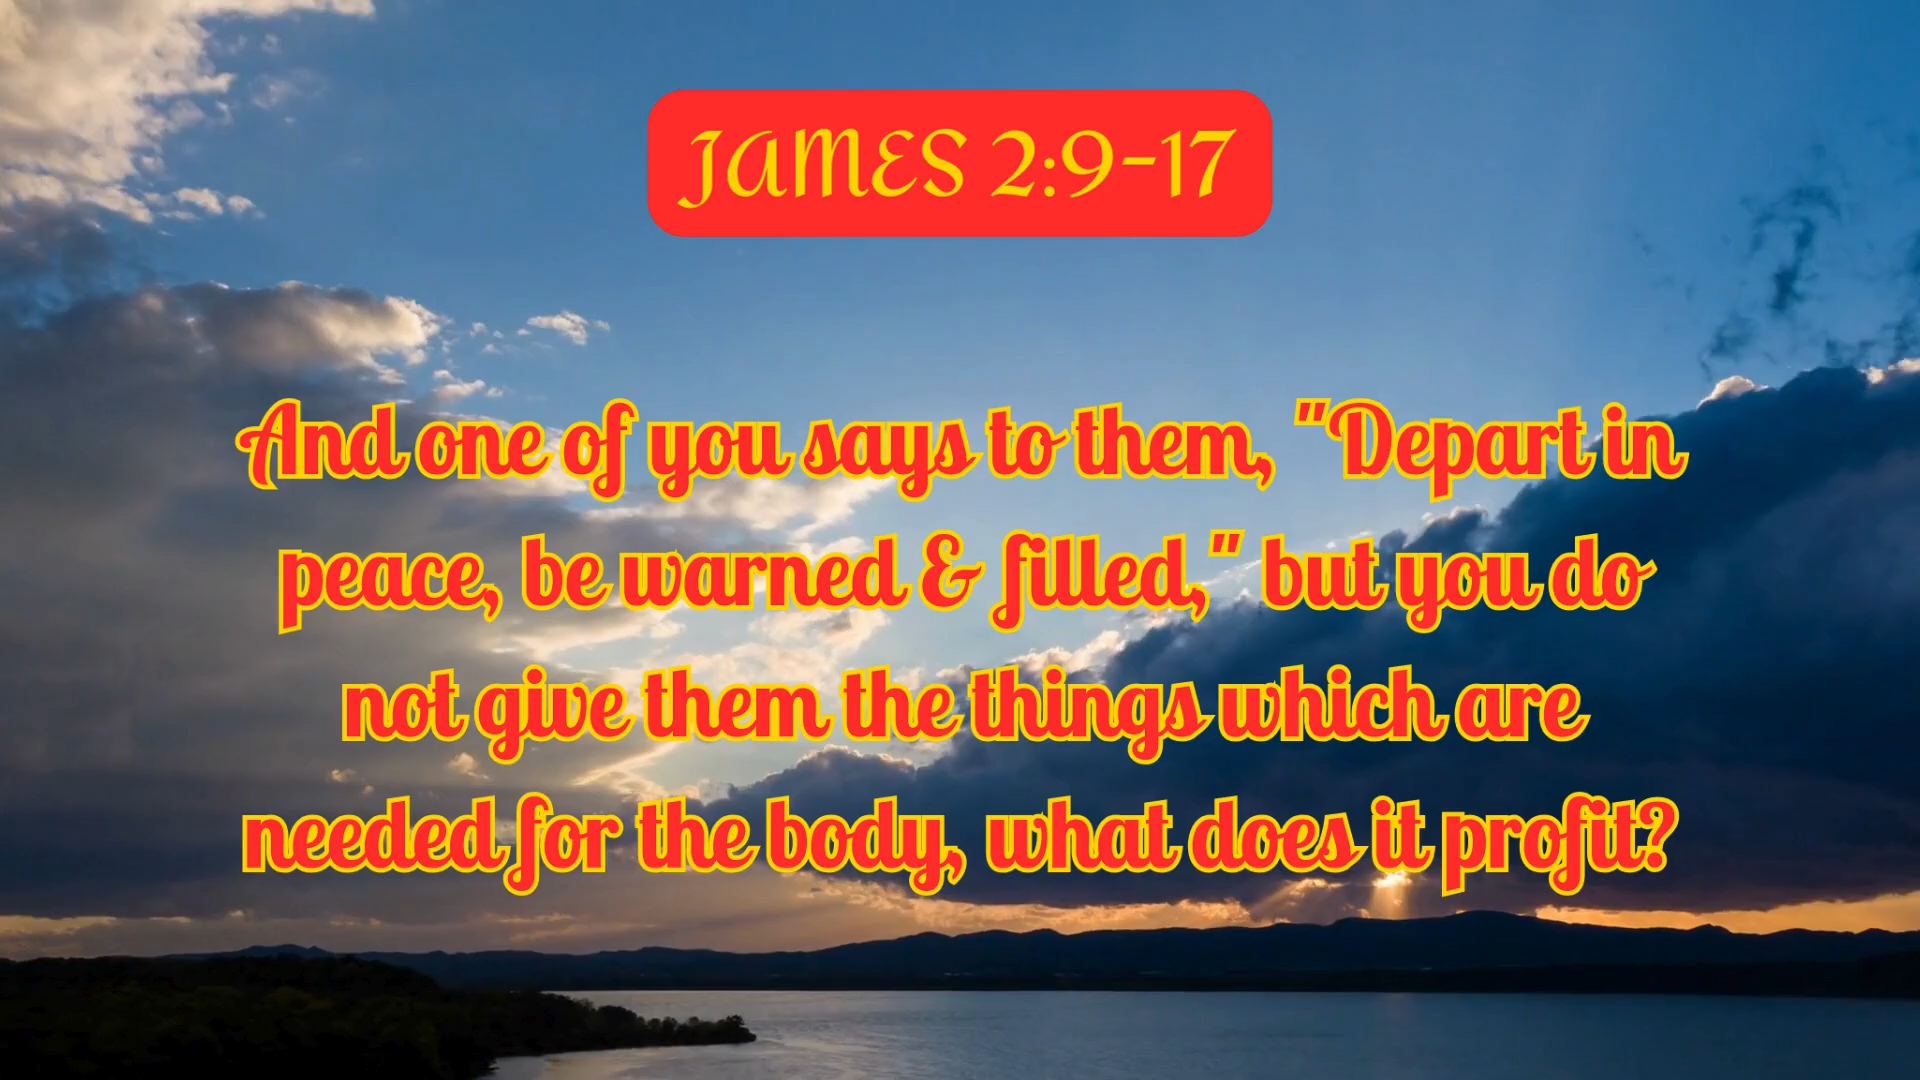 JAMES 2:9-17
And one of you says to them, "Depart in
peace, be warned & filled," but you do
not give them the things which are
needed for the body, what does it profit?